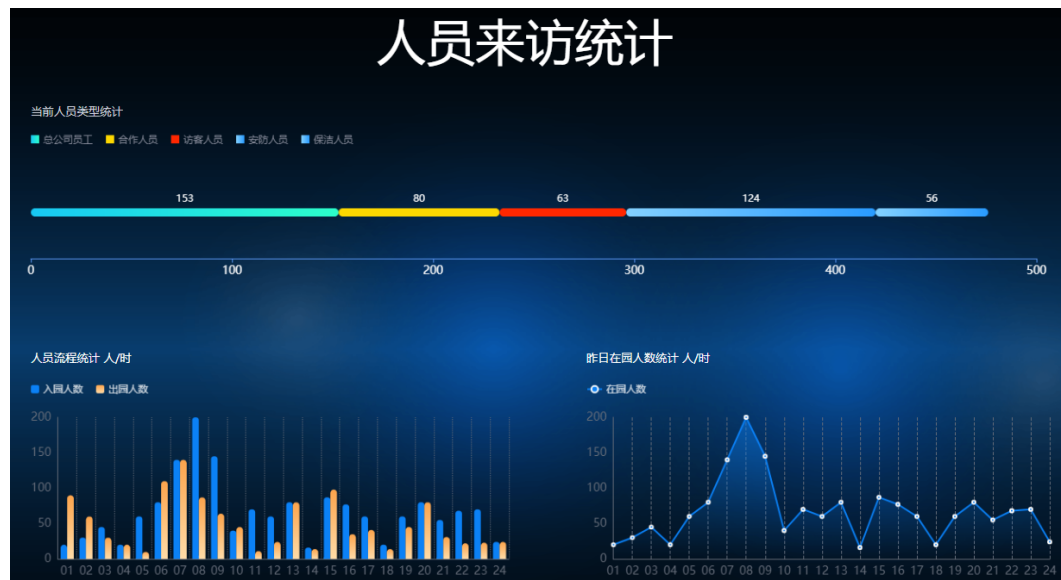 人员来访统计
当前人员类型统计
总公司员工 合作人员 访客人员 安防人员 保洁人员
153 80 63 124 56
0 100 200 300 400 500
人员流程统计 人/时
入园人数 出园人数
200
150
100
50
0
01 02 03 04 05 06 07 08 09 10 11 12 13 14 15 16 17 18 19 20 21 22 23 24
昨日在园人数统计 人/时
在园人数
200
150
100
50
0
01 02 03 04 05 06 07 08 09 10 11 12 13 14 15 16 17 18 19 20 21 22 23 24